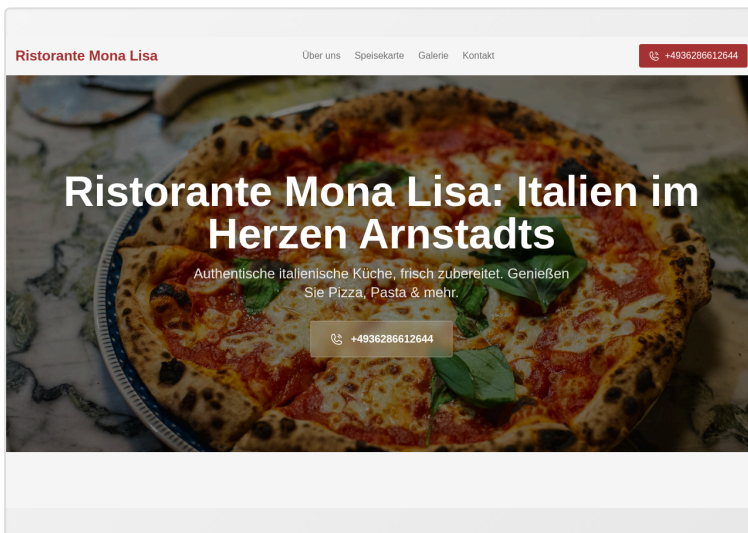 Ristorante Mona Lisa
Über uns Speisekarte Galerie Kontakt
+4936286612644
Ristorante Mona Lisa: Italien im
Herzen Arnstadts
Authentische italienische Küche, frisch zubereitet. Genießen
Sie Pizza, Pasta & mehr.
+4936286612644